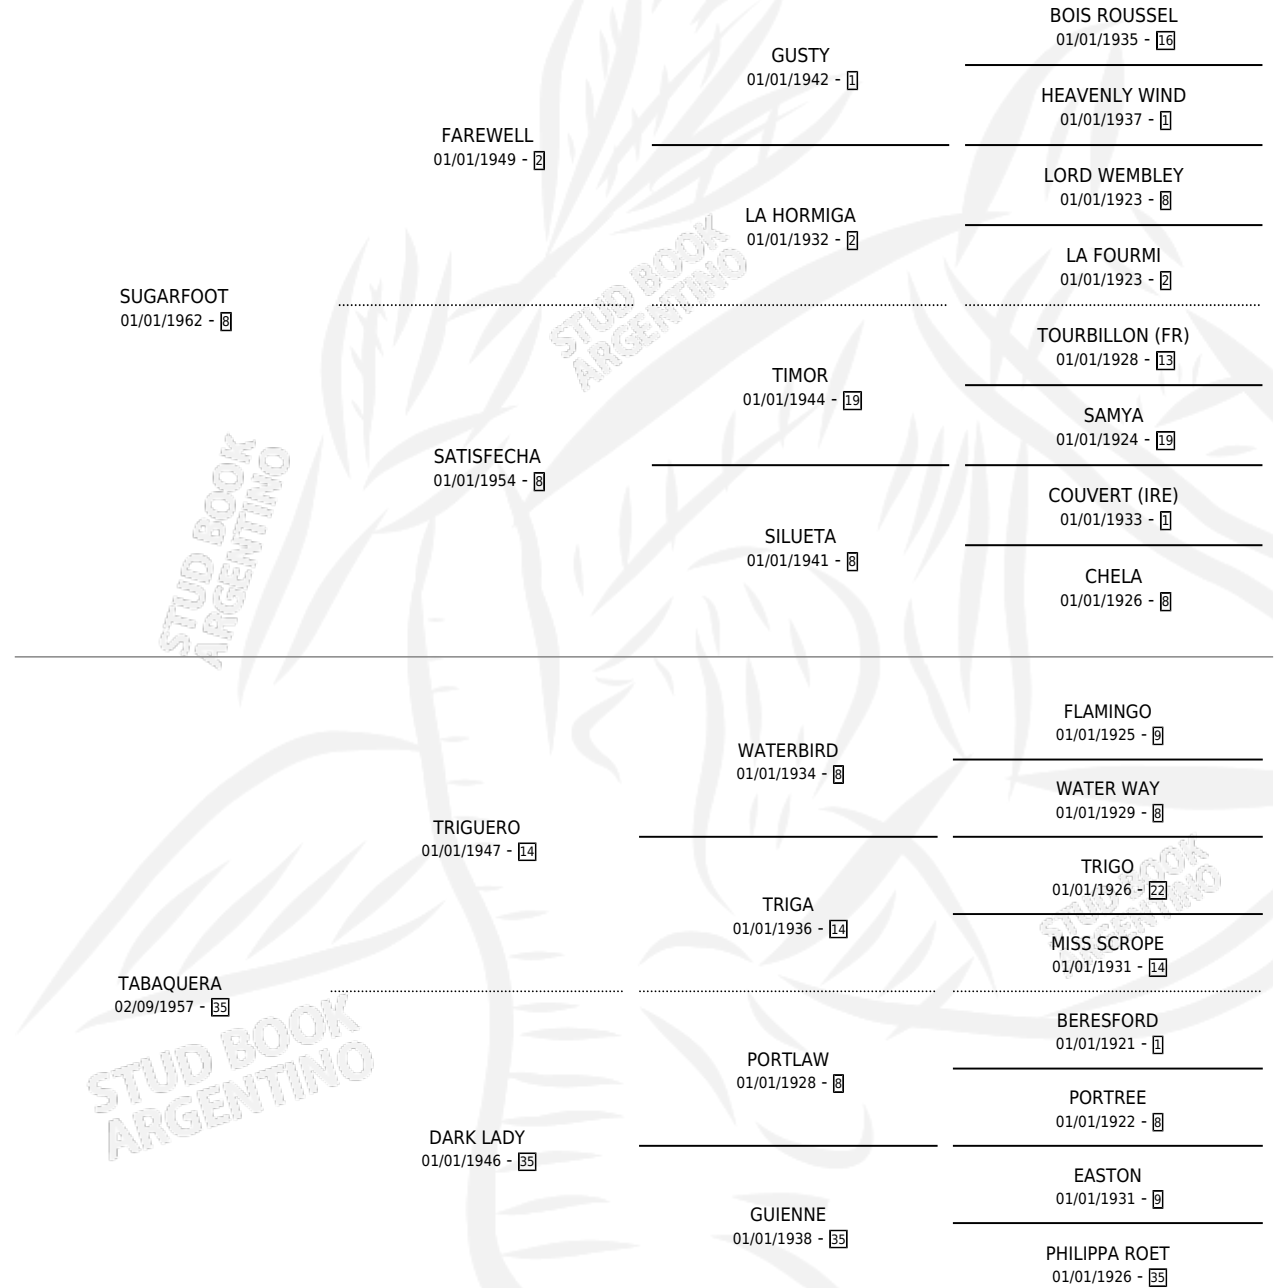 BOIS ROUSSEL
01/01/1935 - 16
GUSTY
01/01/1942 - 1
HEAVENLY WIND
01/01/1937 - 1
FAREWELL
01/01/1949 - 2
LORD WEMBLEY
01/01/1923 - 8
LA HORMIGA
01/01/1932 - 2
LA FOURMI
01/01/1923 - 2
SUGARFOOT
01/01/1962 - 8
STUD BOOK
ARGENTINO
TOURBILLON (FR)
01/01/1928 - 13
TIMOR
01/01/1944 - 19
SAMYA
01/01/1924 - 19
SATISFECHA
01/01/1954 - 8
COUVERT (IRE)
01/01/1933 - 1
SILUETA
01/01/1941 - 8
CHELA
01/01/1926 - 8
STUD BOOK
ARGENTINO
FLAMINGO
01/01/1925 - 9
WATERBIRD
01/01/1934 - 8
WATER WAY
01/01/1929 - 8
TRIGUERO
01/01/1947 - 14
TRIGO
01/01/1926 - 22
TRIGA
01/01/1936 - 14
STUD BOOK
ARGENTINO
MISS SCROPE
01/01/1931 - 14
TABAQUERA
02/09/1957 - 35
BERESFORD
01/01/1921 - 1
STUD BOOK
ARGENTINO
PORTLAW
01/01/1928 - 8
PORTREE
01/01/1922 - 8
DARK LADY
01/01/1946 - 35
EASTON
01/01/1931 - 9
GUIENNE
01/01/1938 - 35
PHILIPPA ROET
01/01/1926 - 35